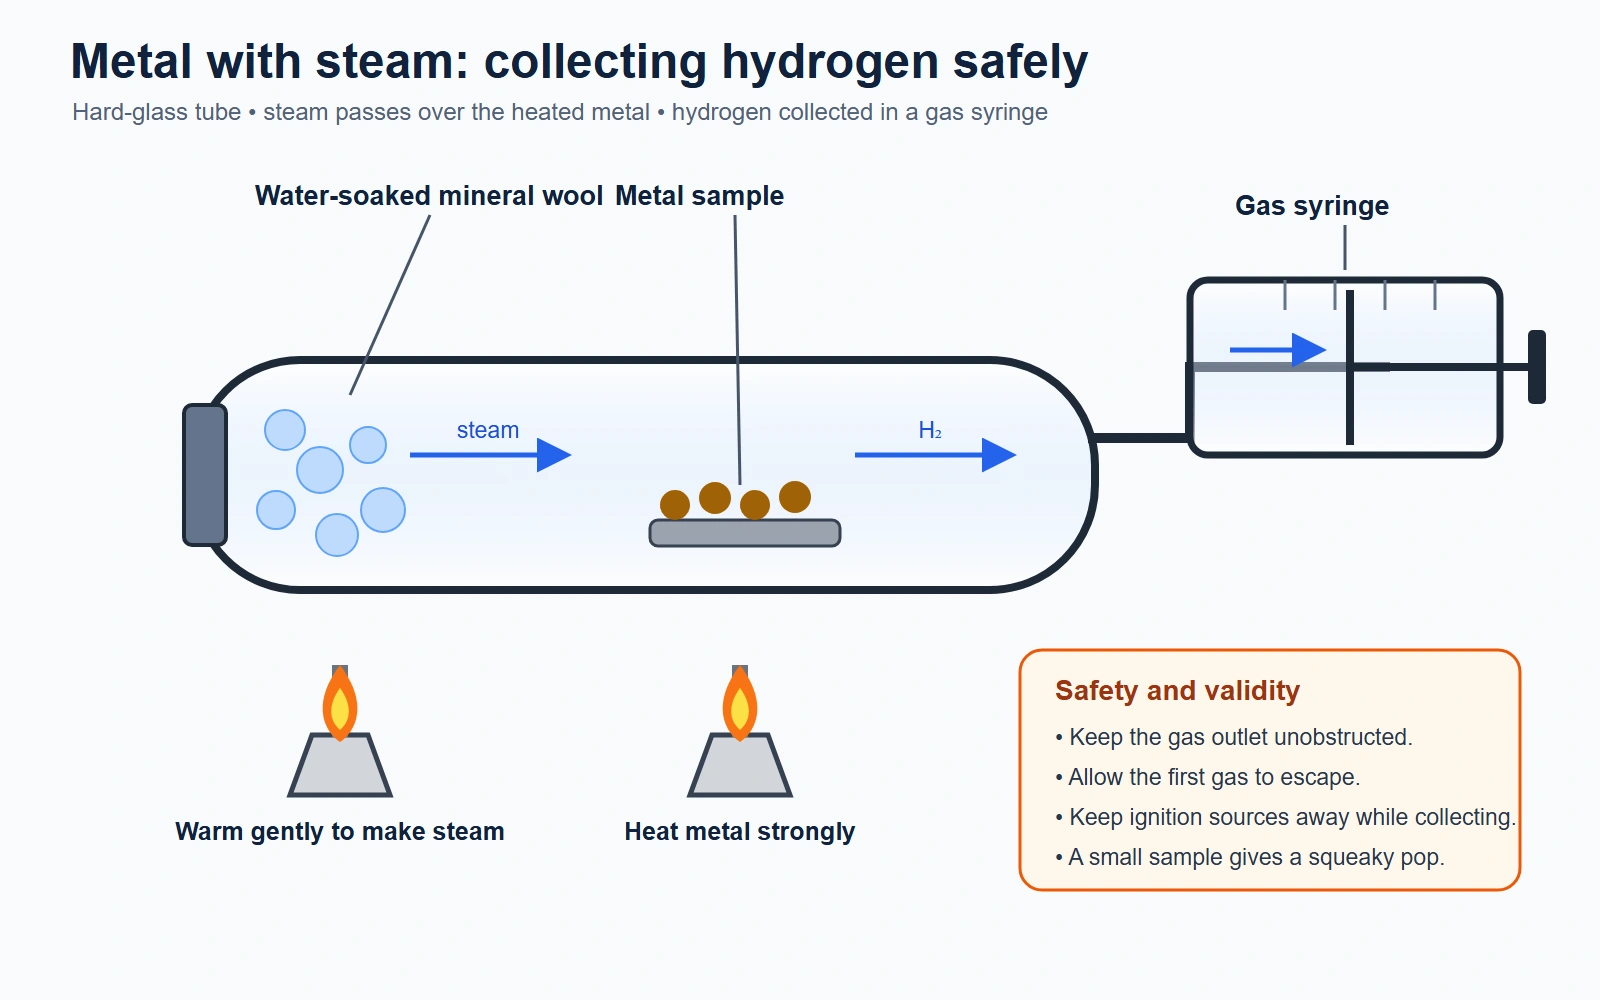 Metal with steam: collecting hydrogen safely
Hard-glass tube • steam passes over the heated metal • hydrogen collected in a gas syringe
Water-soaked mineral wool
Metal sample
Gas syringe
steam
H₂
Warm gently to make steam
Heat metal strongly
Safety and validity
• Keep the gas outlet unobstructed.
• Allow the first gas to escape.
• Keep ignition sources away while collecting.
• A small sample gives a squeaky pop.